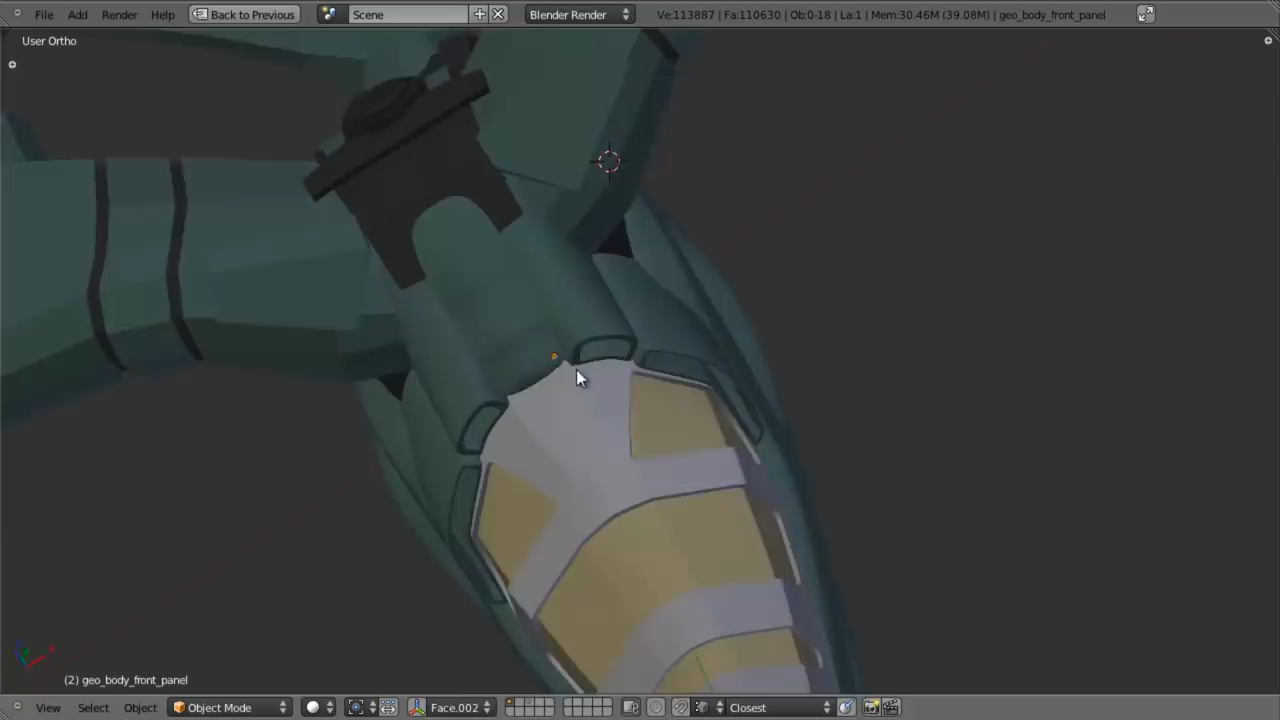 File Add Render Help Back to Previous Scene Blender Render Ve:113887 | Fa:110630 | Ob:0-18 | La:1 | Mem:30.46M (39.08M) | geo_body_front_panel
User Ortho
(2) geo_body_front_panel
View Select Object Object Mode Face.002 Closest